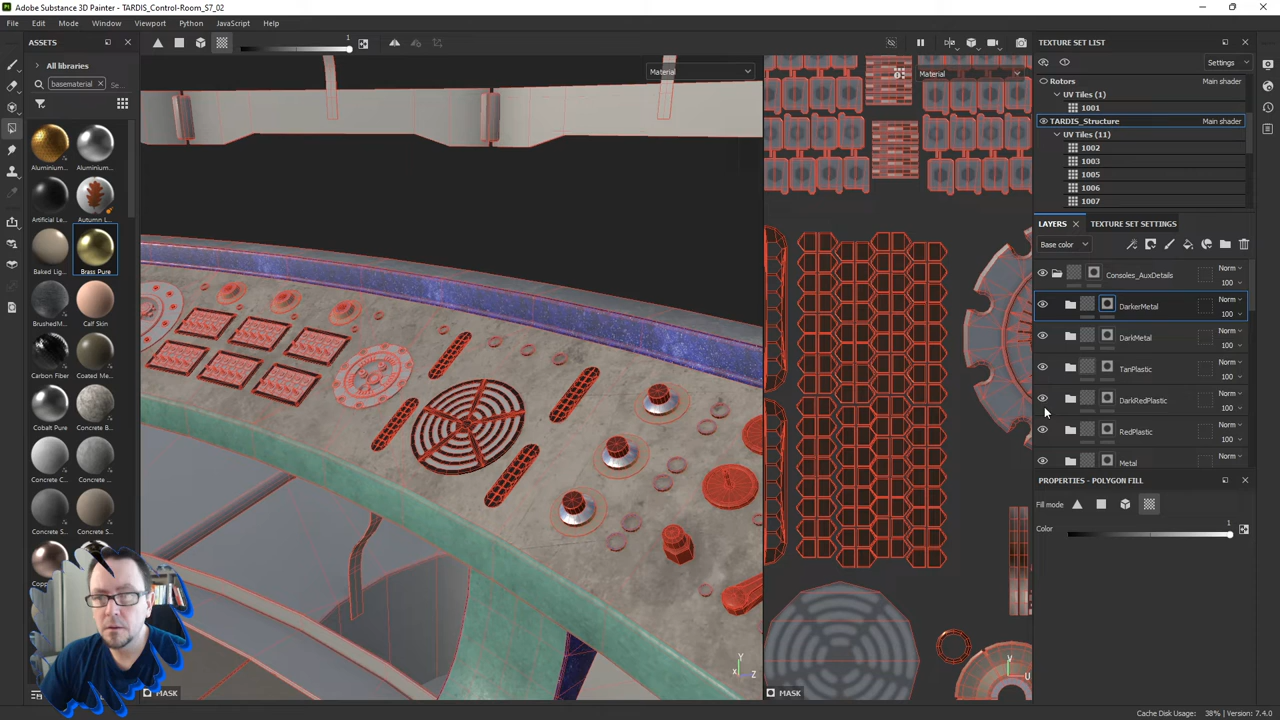 Adobe Substance 3D Painter - TARDIS_Control-Room_S7_02
File Edit Mode Window Viewport Python JavaScript Help
ASSETS
All libraries
basematerial
Se...
Aluminium...
Aluminium...
Artificial Le...
Autumn L...
Baked Lig...
Brass Pure
BrushedM...
Calf Skin
Carbon Fiber
Coated Me...
Cobalt Pure
Concrete B...
Concrete C...
Concrete ...
Concrete S...
Concrete S...
1
Material
Material
Y
Z
V
U
MASK
MASK
TEXTURE SET LIST
Settings
Rotors Main shader
UV Tiles (1)
1001
TARDIS_Structure Main shader
UV Tiles (11)
1002
1003
1005
1006
1007
LAYERS
TEXTURE SET SETTINGS
Base color
Consoles_AuxDetails Norm
100
DarkerMetal Norm
100
DarkMetal Norm
100
TanPlastic Norm
100
DarkRedPlastic Norm
100
RedPlastic Norm
100
Metal Norm
PROPERTIES - POLYGON FILL
Fill mode
Color 1
Cache Disk Usage: 38% | Version: 7.4.0